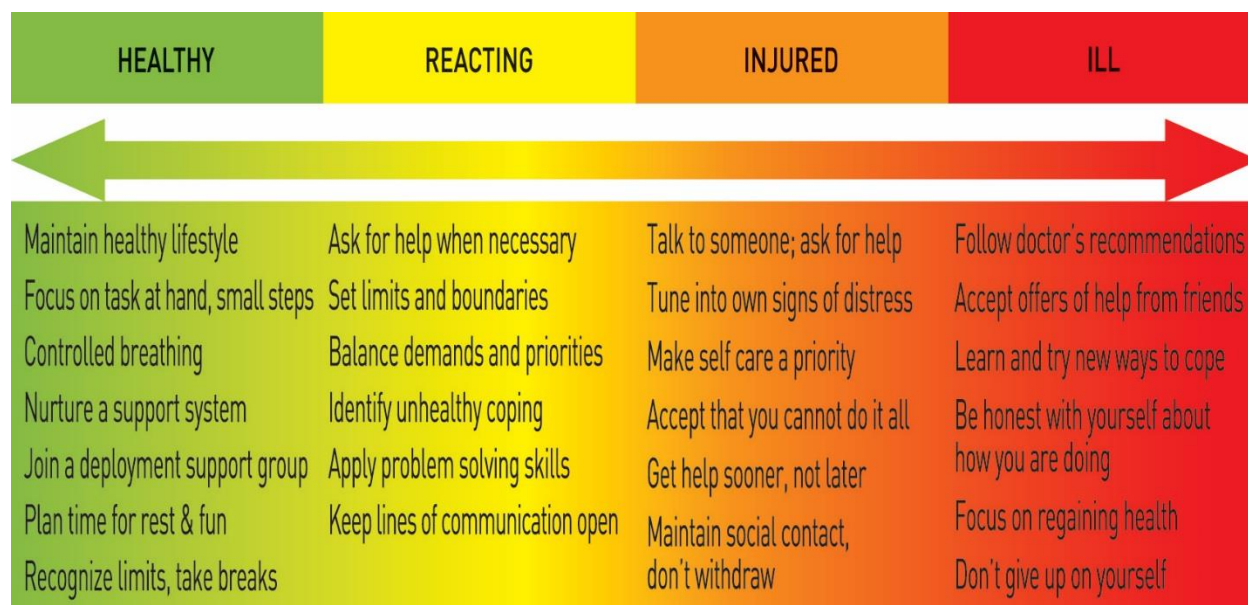 HEALTHY
REACTING
INJURED
ILL
Maintain healthy lifestyle
Focus on task at hand, small steps
Controlled breathing
Nurture a support system
Join a deployment support group
Plan time for rest & fun
Recognize limits, take breaks
Ask for help when necessary
Set limits and boundaries
Balance demands and priorities
Identify unhealthy coping
Apply problem solving skills
Keep lines of communication open
Talk to someone; ask for help
Tune into own signs of distress
Make self care a priority
Accept that you cannot do it all
Get help sooner, not later
Maintain social contact,
don't withdraw
Follow doctor's recommendations
Accept offers of help from friends
Learn and try new ways to cope
Be honest with yourself about
how you are doing
Focus on regaining health
Don't give up on yourself